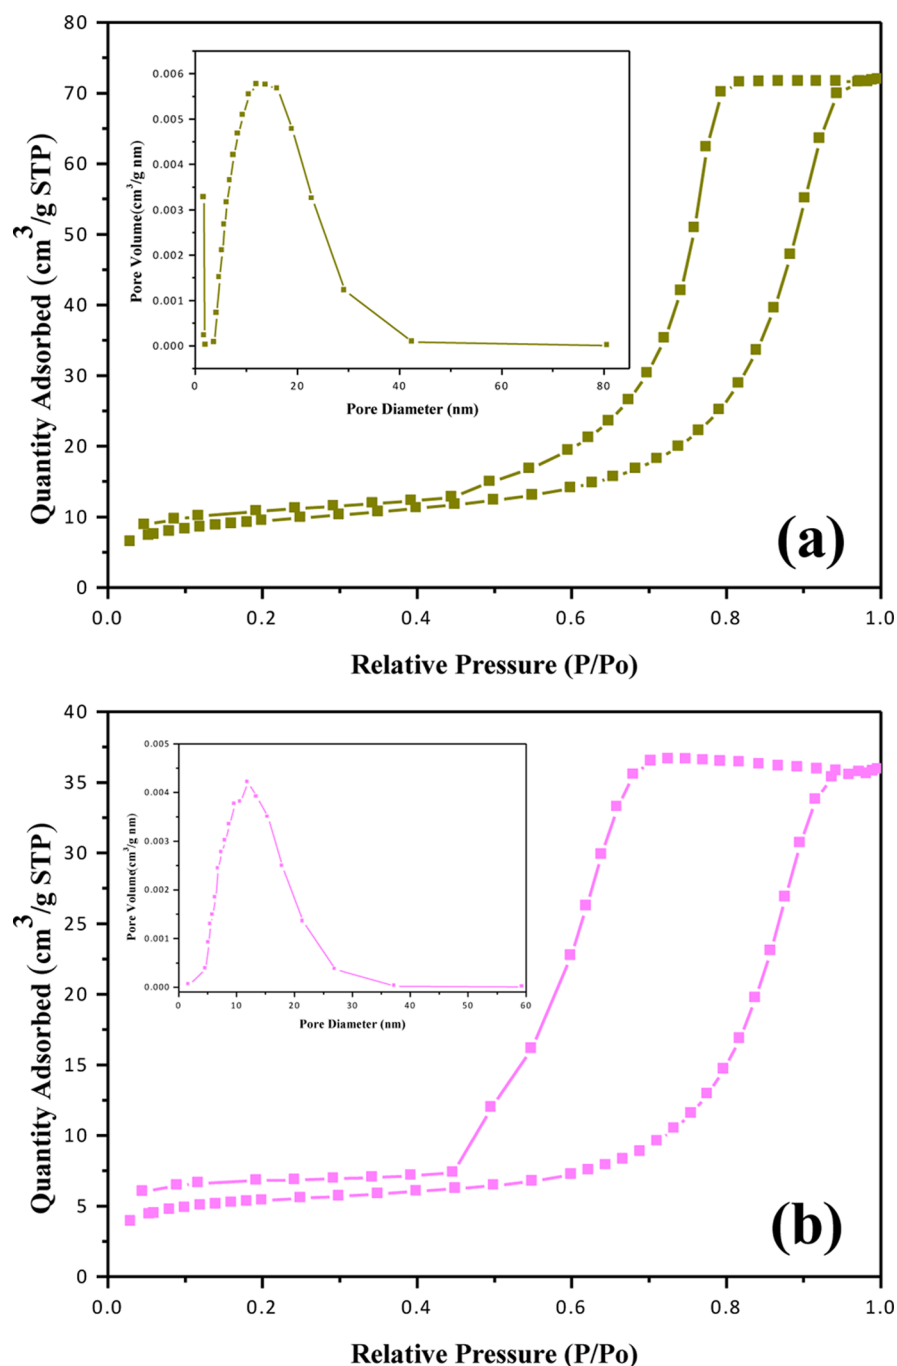 80
70
60
50
40
30
20
10
0
Quantity Adsorbed (cm³/g STP)
0.006
0.005
0.004
0.003
0.002
0.001
0.000
Pore Volume(cm³/g nm)
0 20 40 60 80
Pore Diameter (nm)
(a)
0.0 0.2 0.4 0.6 0.8 1.0
Relative Pressure (P/Po)
40
35
30
25
20
15
10
5
0
Quantity Adsorbed (cm³/g STP)
0.005
0.004
0.003
0.002
0.001
0.000
Pore Volume(cm³/g nm)
0 10 20 30 40 50 60
Pore Diameter (nm)
(b)
0.0 0.2 0.4 0.6 0.8 1.0
Relative Pressure (P/Po)